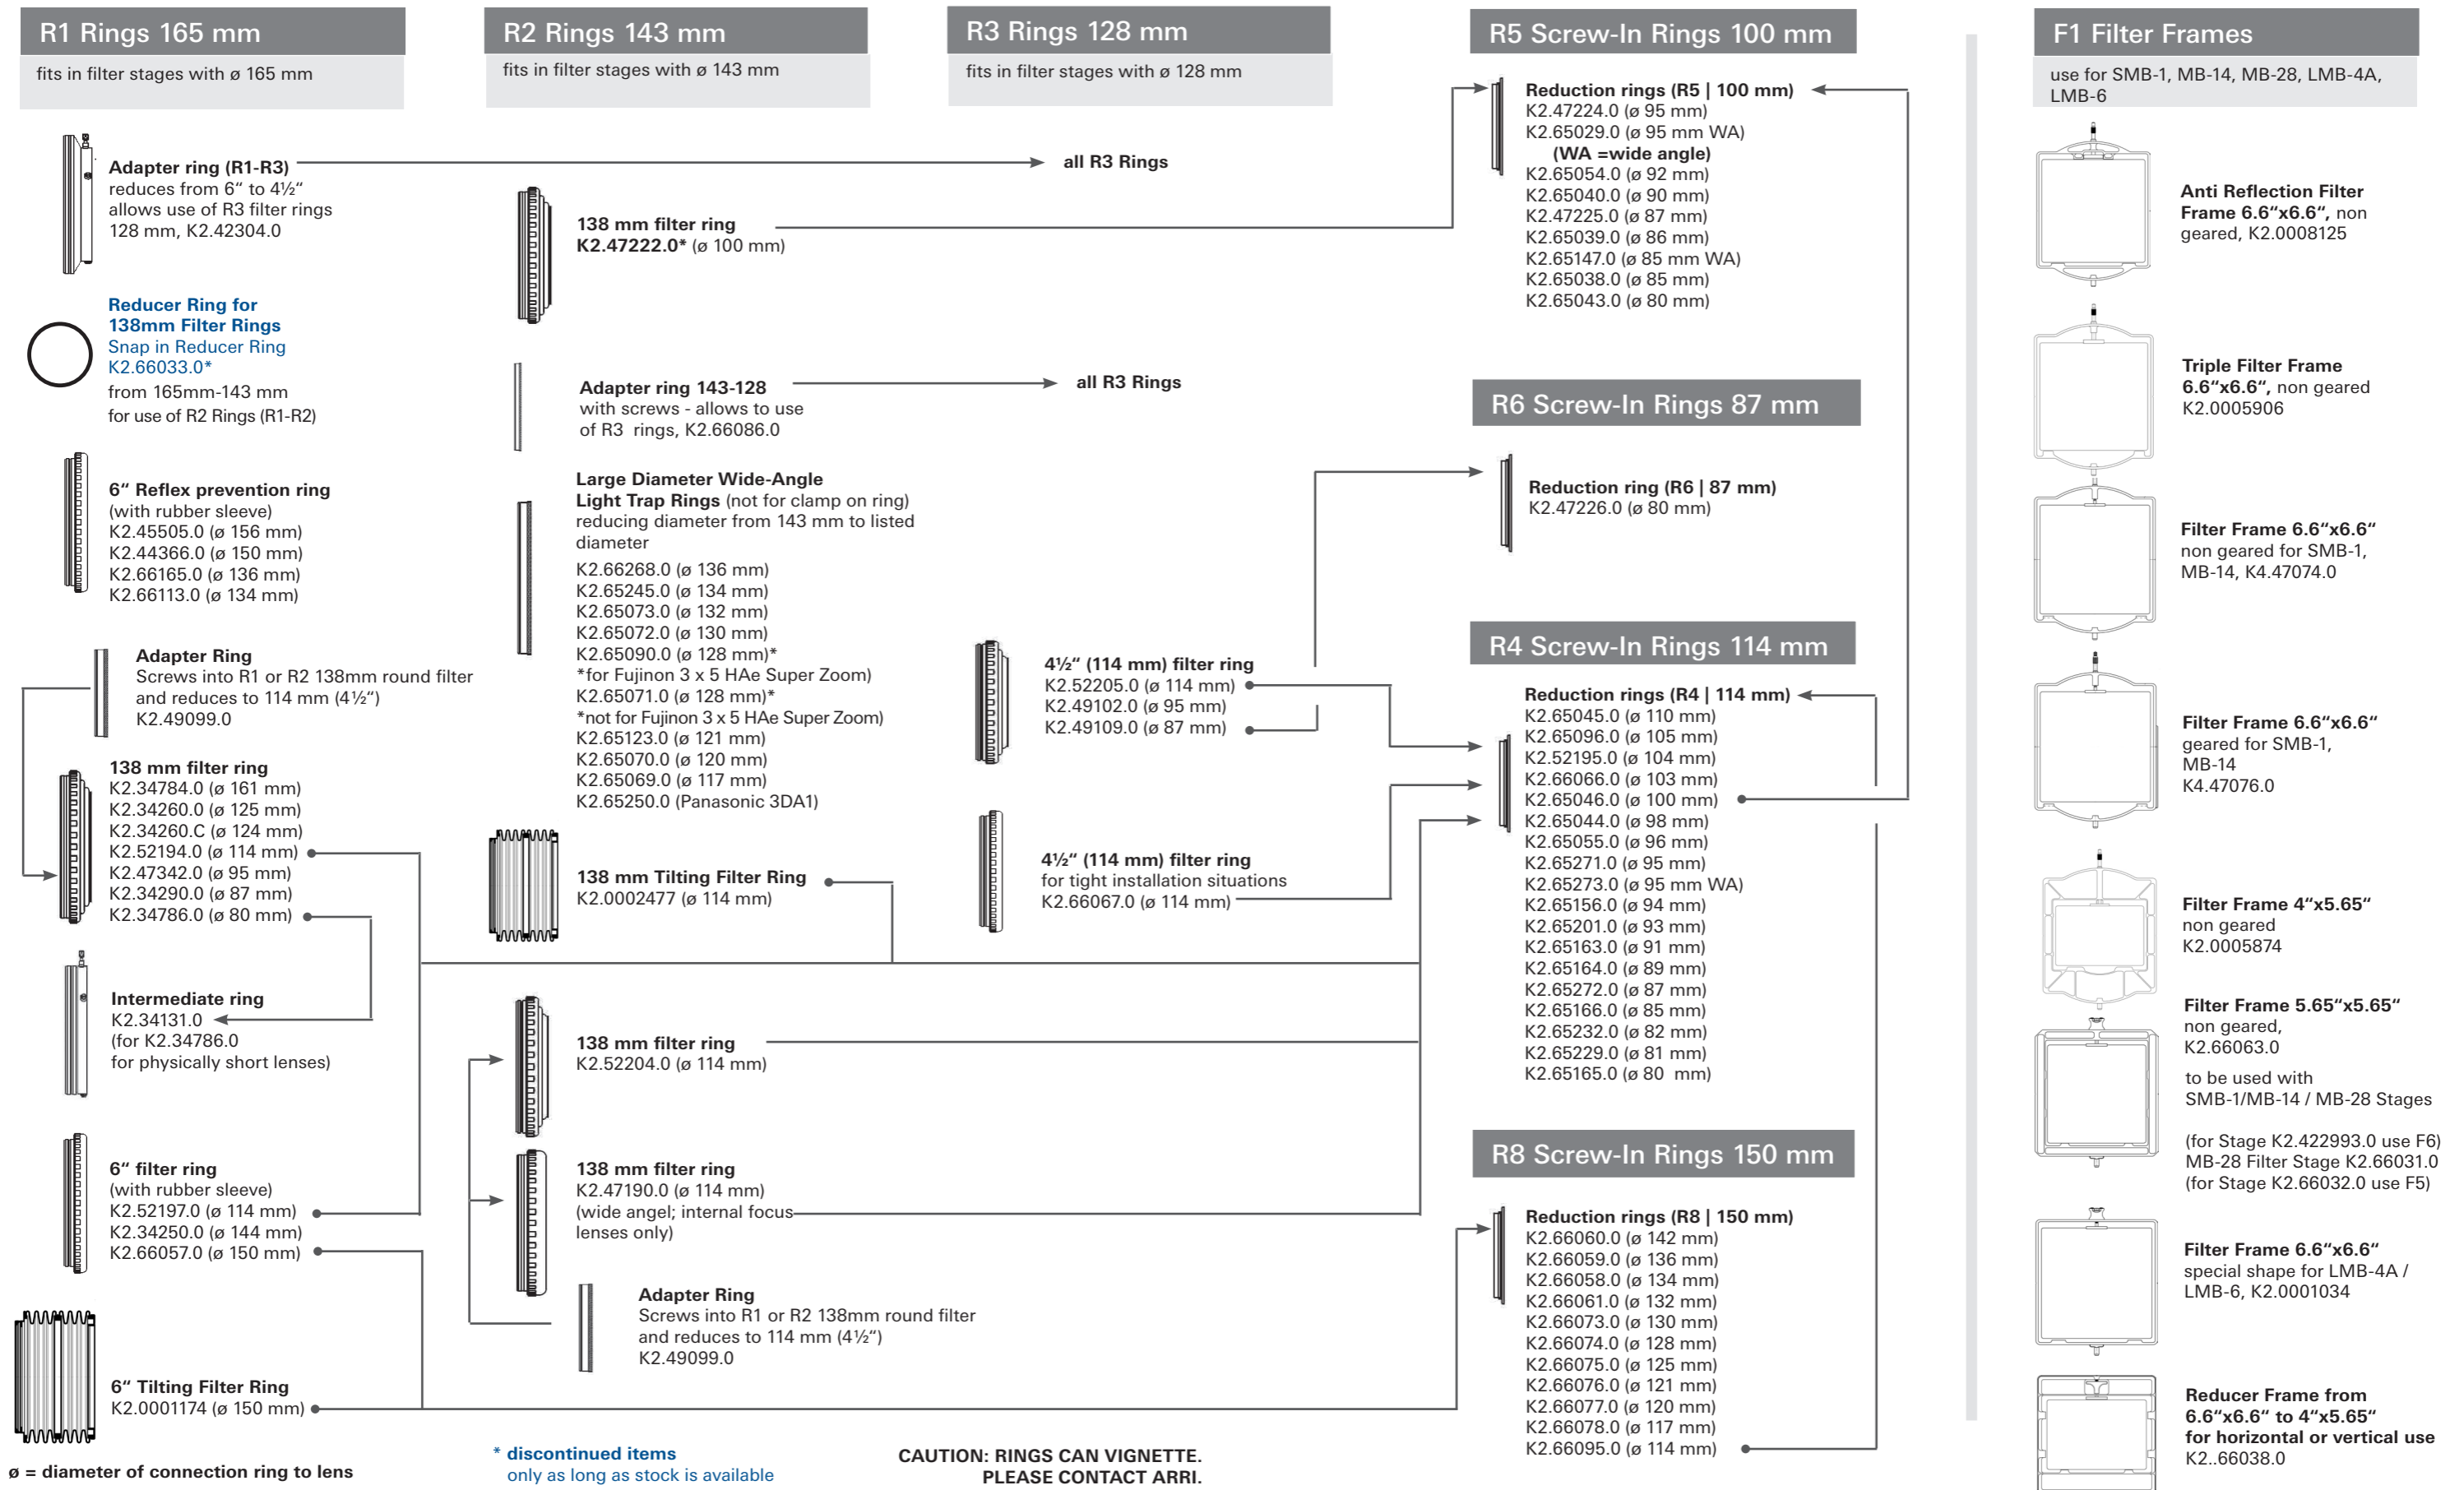 R1 Rings 165 mm
fits in filter stages with ø 165 mm
Adapter ring (R1-R3)
reduces from 6“ to 4½“
allows use of R3 filter rings
128 mm, K2.42304.0
Reducer Ring for
138mm Filter Rings
Snap in Reducer Ring
K2.66033.0*
from 165mm-143 mm
for use of R2 Rings (R1-R2)
6“ Reflex prevention ring
(with rubber sleeve)
K2.45505.0 (ø 156 mm)
K2.44366.0 (ø 150 mm)
K2.66165.0 (ø 136 mm)
K2.66113.0 (ø 134 mm)
Adapter Ring
Screws into R1 or R2 138mm round filter
and reduces to 114 mm (4½“)
K2.49099.0
138 mm filter ring
K2.34784.0 (ø 161 mm)
K2.34260.0 (ø 125 mm)
K2.34260.C (ø 124 mm)
K2.52194.0 (ø 114 mm)
K2.47342.0 (ø 95 mm)
K2.34290.0 (ø 87 mm)
K2.34786.0 (ø 80 mm)
Intermediate ring
K2.34131.0
(for K2.34786.0
for physically short lenses)
6“ filter ring
(with rubber sleeve)
K2.52197.0 (ø 114 mm)
K2.34250.0 (ø 144 mm)
K2.66057.0 (ø 150 mm)
6“ Tilting Filter Ring
K2.0001174 (ø 150 mm)
ø = diameter of connection ring to lens
R2 Rings 143 mm
fits in filter stages with ø 143 mm
138 mm filter ring
K2.47222.0* (ø 100 mm)
Adapter ring 143-128
with screws - allows to use
of R3 rings, K2.66086.0
Large Diameter Wide-Angle
Light Trap Rings (not for clamp on ring)
reducing diameter from 143 mm to listed
diameter
K2.66268.0 (ø 136 mm)
K2.65245.0 (ø 134 mm)
K2.65073.0 (ø 132 mm)
K2.65072.0 (ø 130 mm)
K2.65090.0 (ø 128 mm)*
*for Fujinon 3 x 5 HAe Super Zoom)
K2.65071.0 (ø 128 mm)*
*not for Fujinon 3 x 5 HAe Super Zoom)
K2.65123.0 (ø 121 mm)
K2.65070.0 (ø 120 mm)
K2.65069.0 (ø 117 mm)
K2.65250.0 (Panasonic 3DA1)
138 mm Tilting Filter Ring
K2.0002477 (ø 114 mm)
138 mm filter ring
K2.52204.0 (ø 114 mm)
138 mm filter ring
K2.47190.0 (ø 114 mm)
(wide angel; internal focus
lenses only)
Adapter Ring
Screws into R1 or R2 138mm round filter
and reduces to 114 mm (4½“)
K2.49099.0
* discontinued items
only as long as stock is available
R3 Rings 128 mm
fits in filter stages with ø 128 mm
all R3 Rings
all R3 Rings
4½“ (114 mm) filter ring
K2.52205.0 (ø 114 mm)
K2.49102.0 (ø 95 mm)
K2.49109.0 (ø 87 mm)
4½“ (114 mm) filter ring
for tight installation situations
K2.66067.0 (ø 114 mm)
CAUTION: RINGS CAN VIGNETTE.
PLEASE CONTACT ARRI.
R5 Screw-In Rings 100 mm
Reduction rings (R5 | 100 mm)
K2.47224.0 (ø 95 mm)
K2.65029.0 (ø 95 mm WA)
(WA =wide angle)
K2.65054.0 (ø 92 mm)
K2.65040.0 (ø 90 mm)
K2.47225.0 (ø 87 mm)
K2.65039.0 (ø 86 mm)
K2.65147.0 (ø 85 mm WA)
K2.65038.0 (ø 85 mm)
K2.65043.0 (ø 80 mm)
R6 Screw-In Rings 87 mm
Reduction ring (R6 | 87 mm)
K2.47226.0 (ø 80 mm)
R4 Screw-In Rings 114 mm
Reduction rings (R4 | 114 mm)
K2.65045.0 (ø 110 mm)
K2.65096.0 (ø 105 mm)
K2.52195.0 (ø 104 mm)
K2.66066.0 (ø 103 mm)
K2.65046.0 (ø 100 mm)
K2.65044.0 (ø 98 mm)
K2.65055.0 (ø 96 mm)
K2.65271.0 (ø 95 mm)
K2.65273.0 (ø 95 mm WA)
K2.65156.0 (ø 94 mm)
K2.65201.0 (ø 93 mm)
K2.65163.0 (ø 91 mm)
K2.65164.0 (ø 89 mm)
K2.65272.0 (ø 87 mm)
K2.65166.0 (ø 85 mm)
K2.65232.0 (ø 82 mm)
K2.65229.0 (ø 81 mm)
K2.65165.0 (ø 80 mm)
R8 Screw-In Rings 150 mm
Reduction rings (R8 | 150 mm)
K2.66060.0 (ø 142 mm)
K2.66059.0 (ø 136 mm)
K2.66058.0 (ø 134 mm)
K2.66061.0 (ø 132 mm)
K2.66073.0 (ø 130 mm)
K2.66074.0 (ø 128 mm)
K2.66075.0 (ø 125 mm)
K2.66076.0 (ø 121 mm)
K2.66077.0 (ø 120 mm)
K2.66078.0 (ø 117 mm)
K2.66095.0 (ø 114 mm)
F1 Filter Frames
use for SMB-1, MB-14, MB-28, LMB-4A,
LMB-6
Anti Reflection Filter
Frame 6.6“x6.6“, non
geared, K2.0008125
Triple Filter Frame
6.6“x6.6“, non geared
K2.0005906
Filter Frame 6.6“x6.6“
non geared for SMB-1,
MB-14, K4.47074.0
Filter Frame 6.6“x6.6“
geared for SMB-1,
MB-14
K4.47076.0
Filter Frame 4“x5.65“
non geared
K2.0005874
Filter Frame 5.65“x5.65“
non geared,
K2.66063.0
to be used with
SMB-1/MB-14 / MB-28 Stages
(for Stage K2.422993.0 use F6)
MB-28 Filter Stage K2.66031.0
(for Stage K2.66032.0 use F5)
Filter Frame 6.6“x6.6“
special shape for LMB-4A /
LMB-6, K2.0001034
Reducer Frame from
6.6“x6.6“ to 4“x5.65“
for horizontal or vertical use
K2..66038.0